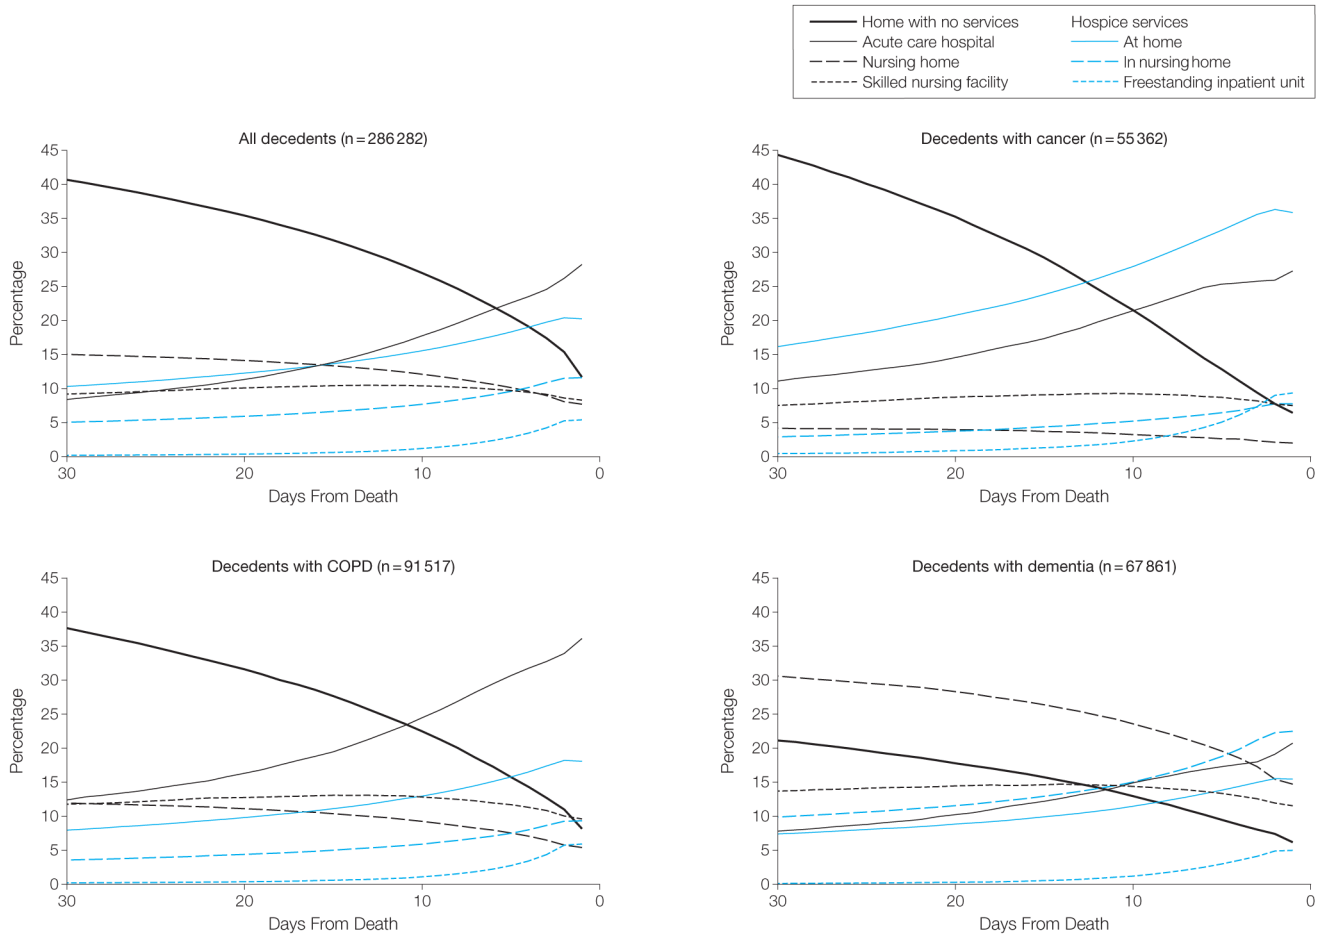 Home with no services
Acute care hospital
Nursing home
Skilled nursing facility
Hospice services
At home
In nursing home
Freestanding inpatient unit
All decedents (n = 286 282)
45
40
35
30
25
20
15
10
5
0
Percentage
30
20
10
0
Days From Death
Decedents with cancer (n = 55 362)
45
40
35
30
25
20
15
10
5
0
Percentage
30
20
10
0
Days From Death
Decedents with COPD (n = 91 517)
45
40
35
30
25
20
15
10
5
0
Percentage
30
20
10
0
Days From Death
Decedents with dementia (n = 67 861)
45
40
35
30
25
20
15
10
5
0
Percentage
30
20
10
0
Days From Death